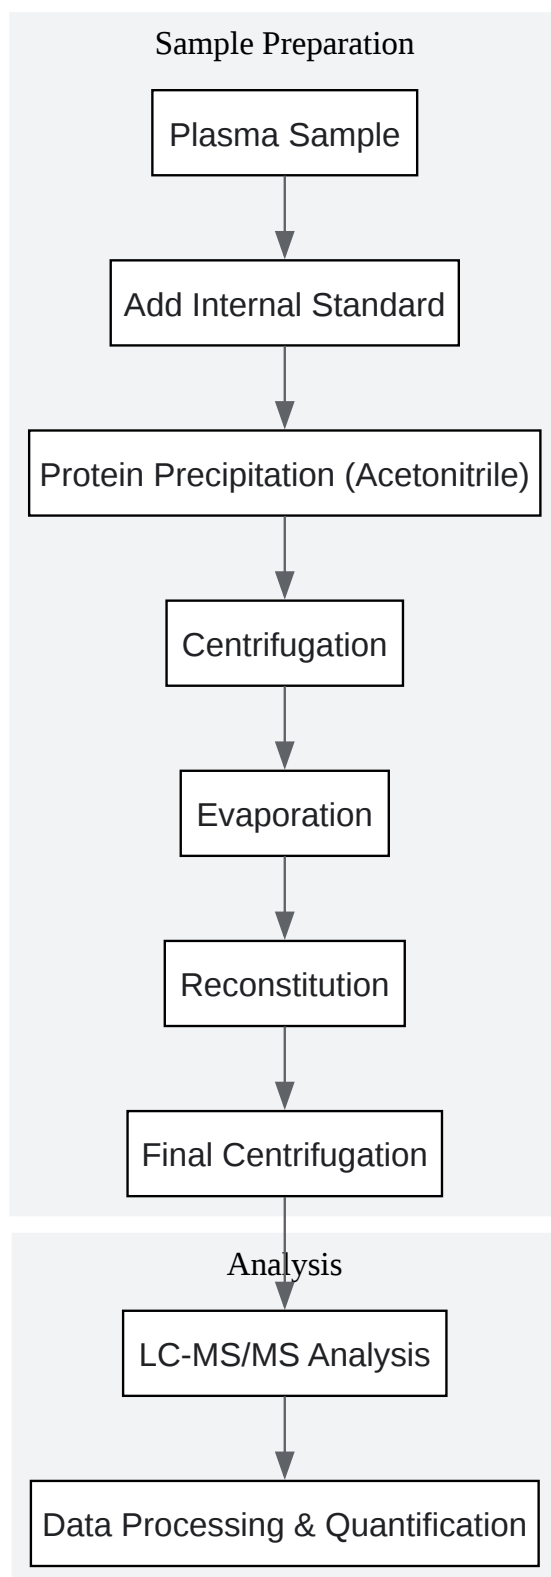 Sample Preparation
Plasma Sample
Add Internal Standard
Protein Precipitation (Acetonitrile)
Centrifugation
Evaporation
Reconstitution
Final Centrifugation
Analysis
LC-MS/MS Analysis
Data Processing & Quantification